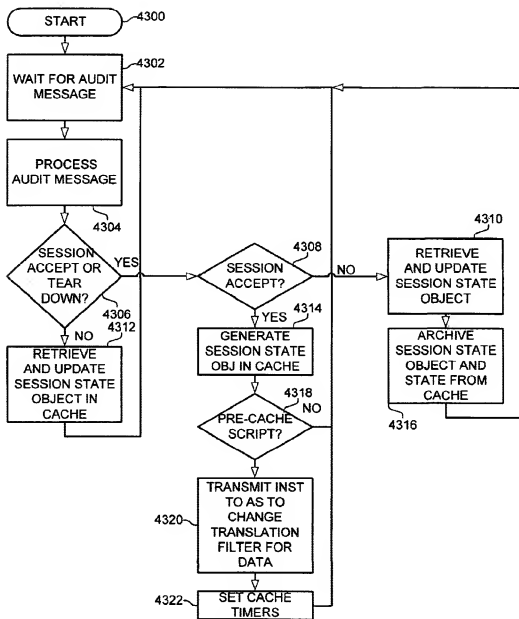 START
4300
4302
WAIT FOR AUDIT
MESSAGE
PROCESS
AUDIT MESSAGE
4304
SESSION
ACCEPT OR
TEAR
DOWN?
YES
4306
NO
4312
RETRIEVE
AND UPDATE
SESSION STATE
OBJECT IN
CACHE
4308
SESSION
ACCEPT?
NO
YES
4314
GENERATE
SESSION STATE
OBJ IN CACHE
4318
PRE-CACHE
SCRIPT?
NO
TRANSMIT INST
TO AS TO
CHANGE
TRANSLATION
FILTER FOR
DATA
4320
SET CACHE
TIMERS
4322
4310
RETRIEVE
AND UPDATE
SESSION STATE
OBJECT
ARCHIVE
SESSION STATE
OBJECT AND
STATE FROM
CACHE
4316